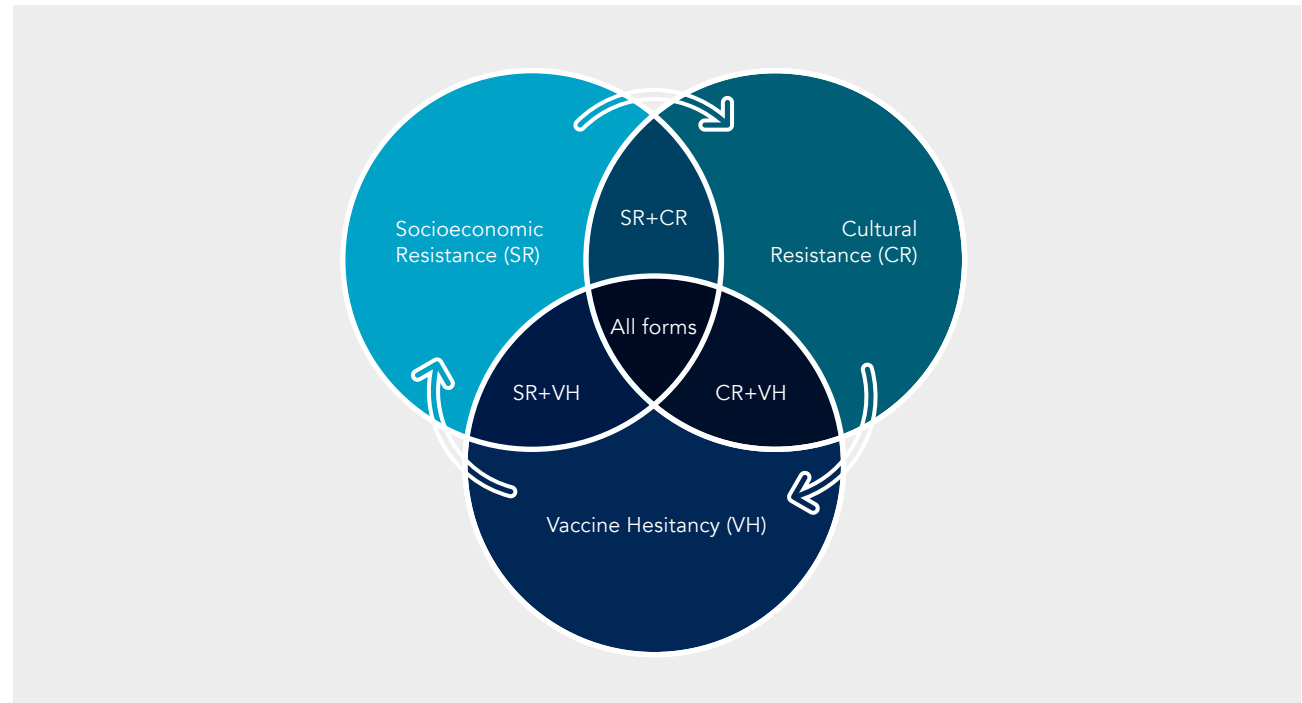 SR+CR
Socioeconomic
Resistance (SR)
Cultural
Resistance (CR)
All forms
SR+VH
CR+VH
Vaccine Hesitancy (VH)